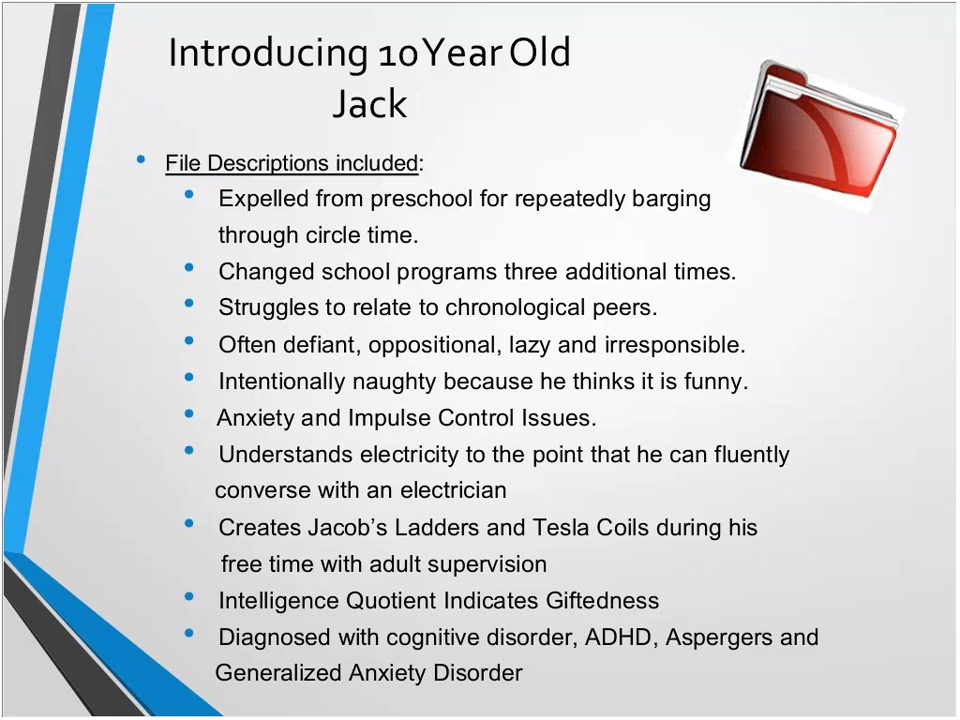 Introducing 10 Year Old
Jack
• File Descriptions included:
• Expelled from preschool for repeatedly barging
through circle time.
• Changed school programs three additional times.
• Struggles to relate to chronological peers.
• Often defiant, oppositional, lazy and irresponsible.
• Intentionally naughty because he thinks it is funny.
• Anxiety and Impulse Control Issues.
• Understands electricity to the point that he can fluently
converse with an electrician
• Creates Jacob’s Ladders and Tesla Coils during his
free time with adult supervision
• Intelligence Quotient Indicates Giftedness
• Diagnosed with cognitive disorder, ADHD, Aspergers and
Generalized Anxiety Disorder